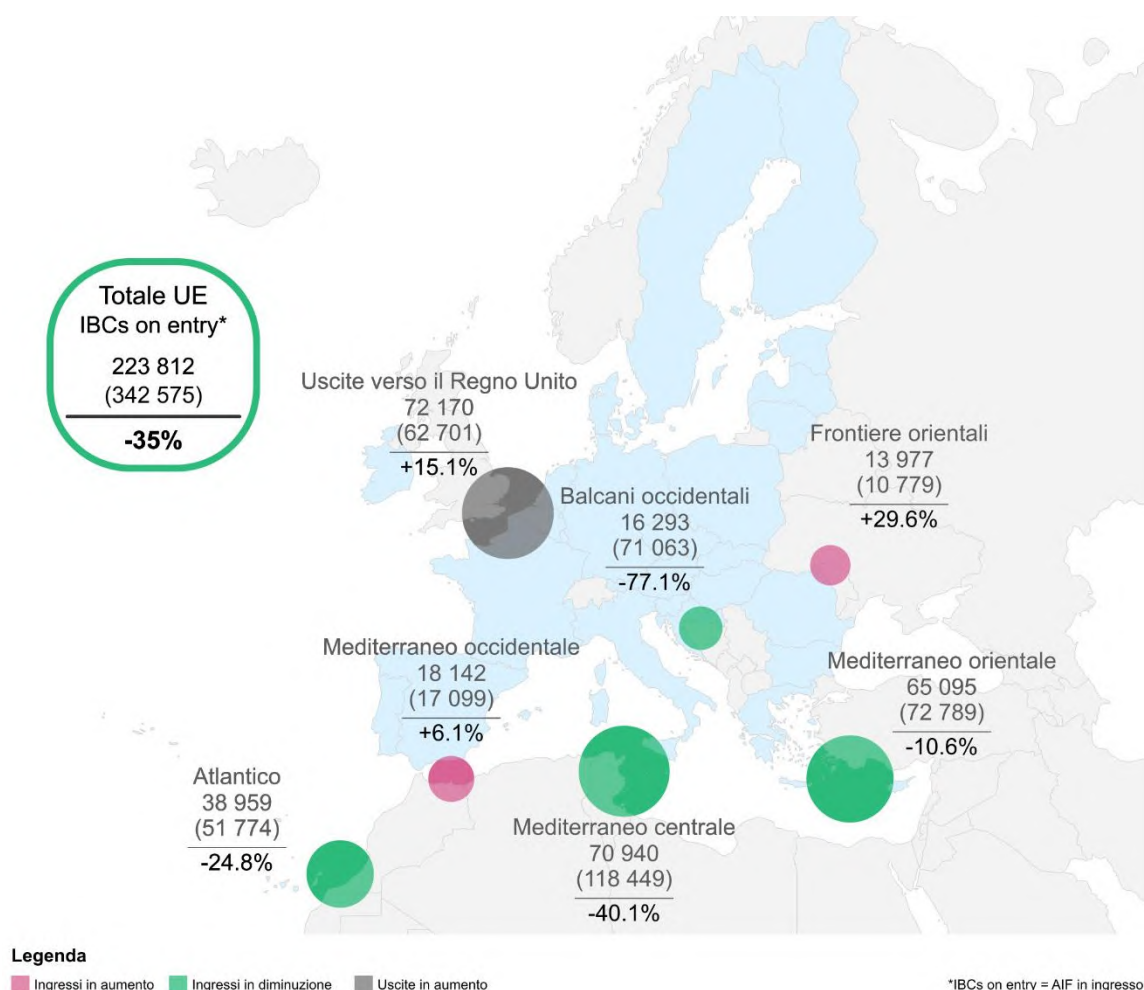 Totale UE
IBCs on entry*
223 812
(342 575)
-35%
Uscite verso il Regno Unito
72 170
(62 701)
+15.1%
Frontiere orientali
13 977
(10 779)
+29.6%
Balcani occidentali
16 293
(71 063)
-77.1%
Mediterraneo occidentale
18 142
(17 099)
+6.1%
Mediterraneo orientale
65 095
(72 789)
-10.6%
Atlantico
38 959
(51 774)
-24.8%
Mediterraneo centrale
70 940
(118 449)
-40.1%
Legenda
Ingressi in aumento
Ingressi in diminuzione
Uscite in aumento
*IBCs on entry = AIF in ingresso